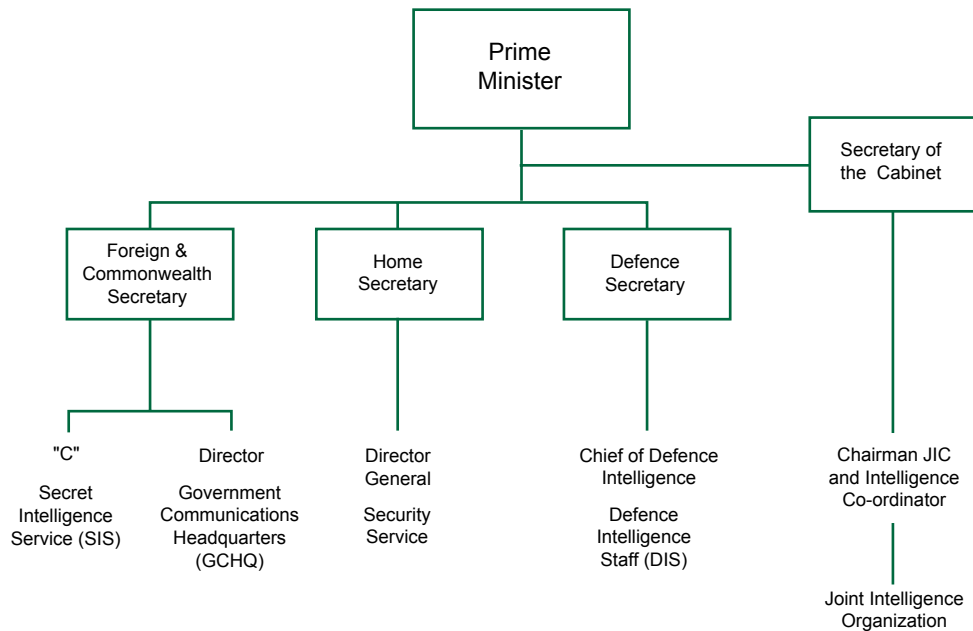 Prime
Minister
Secretary of
the Cabinet
Foreign &
Commonwealth
Secretary
Home
Secretary
Defence
Secretary
"C"
Secret
Intelligence
Service (SIS)
Director
Government
Communications
Headquarters
(GCHQ)
Director
General
Security
Service
Chief of Defence
Intelligence
Defence
Intelligence
Staff (DIS)
Chairman JIC
and Intelligence
Co-ordinator
Joint Intelligence
Organization